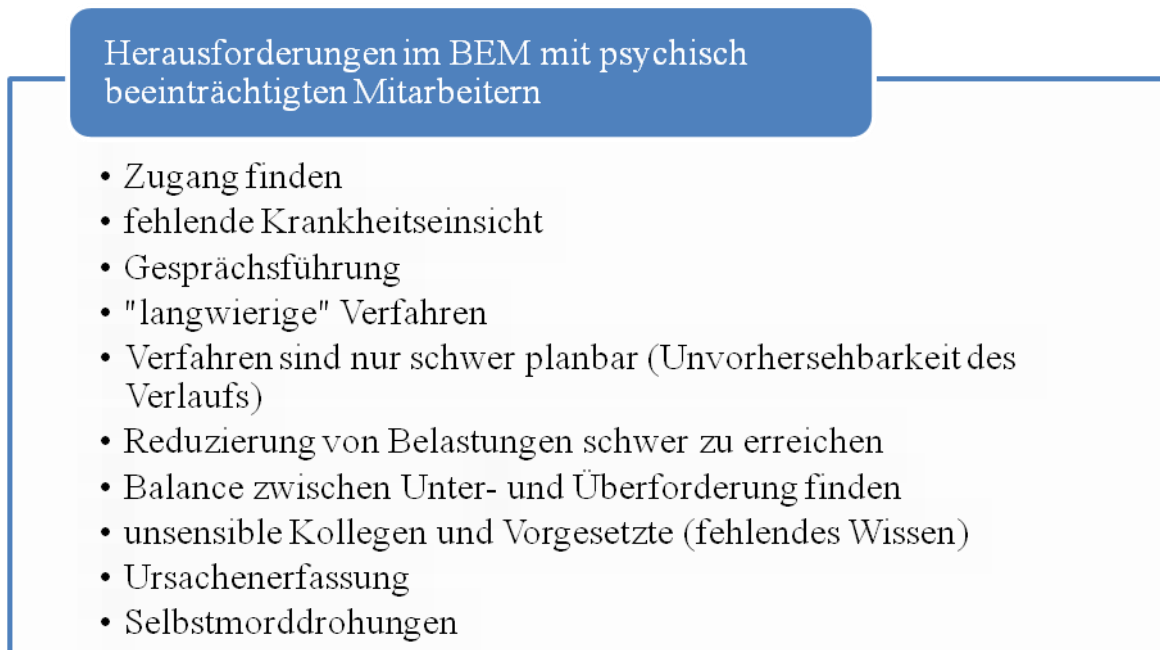 Herausforderungen im BEM mit psychisch
beeinträchtigten Mitarbeitern
• Zugang finden
• fehlende Krankheitseinsicht
• Gesprächsführung
• "langwierige" Verfahren
• Verfahren sind nur schwer planbar (Unvorhersehbarkeit des
Verlaufs)
• Reduzierung von Belastungen schwer zu erreichen
• Balance zwischen Unter- und Überforderung finden
• unsensible Kollegen und Vorgesetzte (fehlendes Wissen)
• Ursachenerfassung
• Selbstmorddrohungen